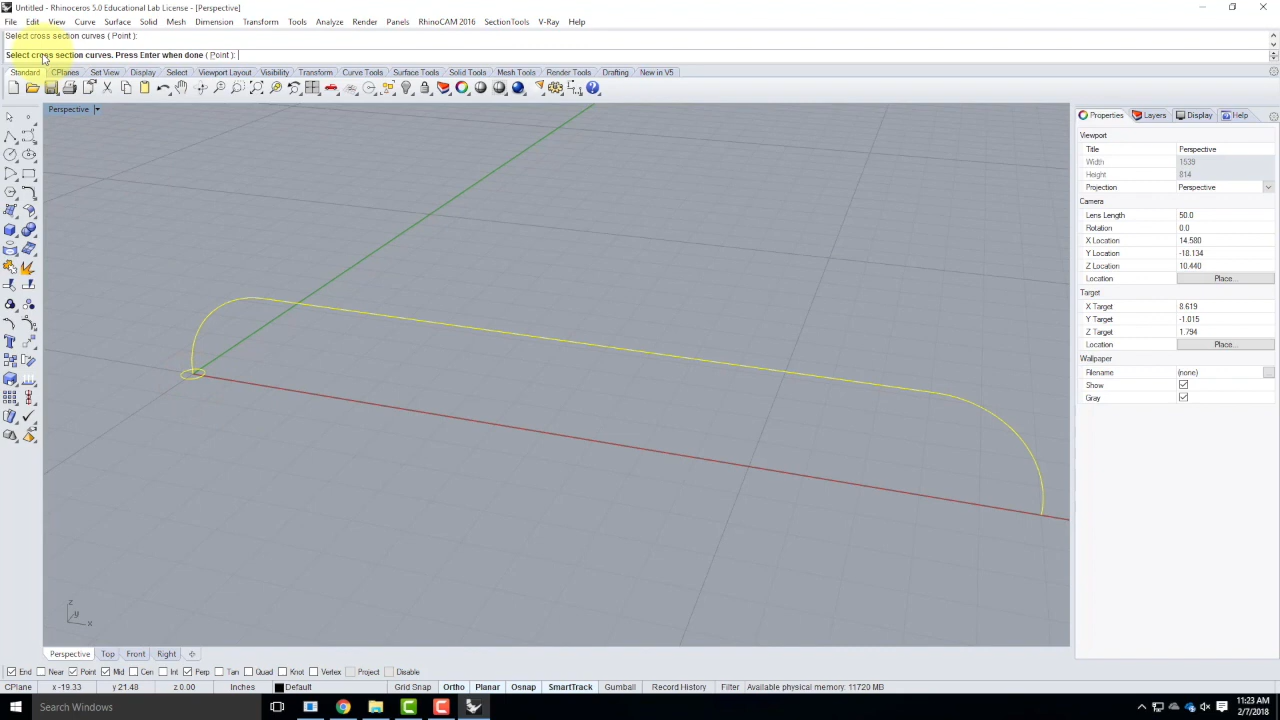 Untitled - Rhinoceros 5.0 Educational Lab License - [Perspective]
File Edit View Curve Surface Solid Mesh Dimension Transform Tools Analyze Render Panels RhinoCAM 2016 SectionTools V-Ray Help
Select cross section curves ( Point ):
Select cross section curves. Press Enter when done ( Point ):
Standard CPlanes Set View Display Select Viewport Layout Visibility Transform Curve Tools Surface Tools Solid Tools Mesh Tools Render Tools Drafting New in V5
Perspective
Properties Layers Display Help
Viewport
Title Perspective
Width 1539
Height 814
Projection Perspective
Camera
Lens Length 50.0
Rotation 0.0
X Location 14.580
Y Location -18.134
Z Location 10.440
Location Place...
Target
X Target 8.619
Y Target -1.015
Z Target 1.794
Location Place...
Wallpaper
Filename (none)
Show
Gray
z
y
x
Perspective Top Front Right
End Near Point Mid Cen Int Perp Tan Quad Knot Vertex Project Disable
CPlane x -19.33 y 21.48 z 0.00 Inches Default Grid Snap Ortho Planar Osnap SmartTrack Gumball Record History Filter Available physical memory: 11720 MB
Search Windows
11:23 AM
2/7/2018